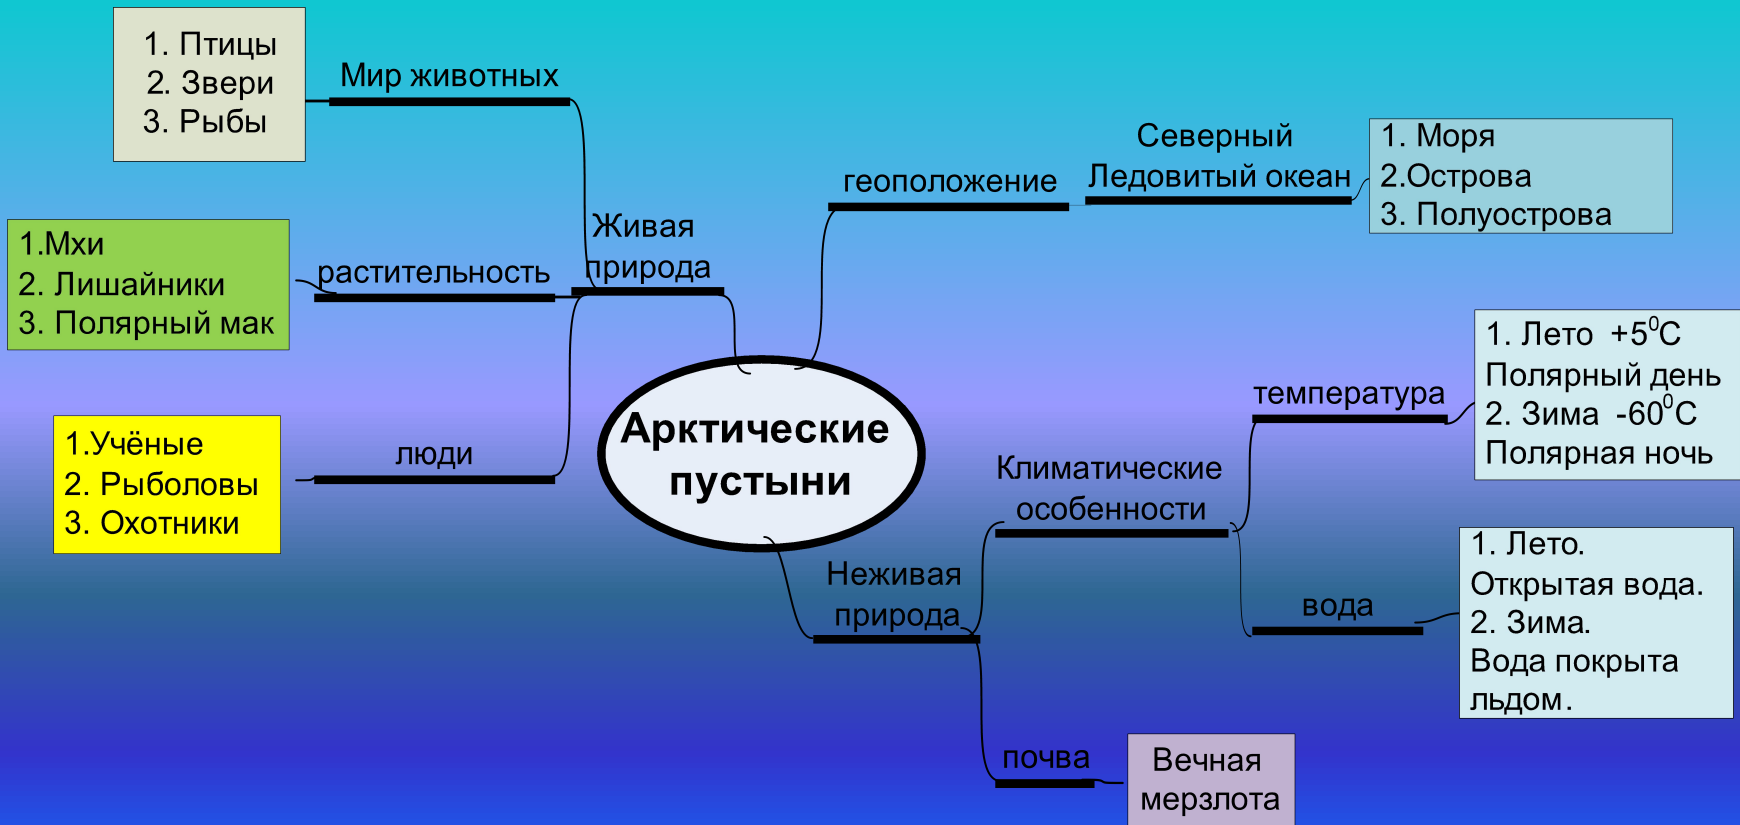 1. Птицы
2. Звери
3. Рыбы
Мир животных
Северный
Ледовитый океан
1. Моря
2.Острова
3. Полуострова
геоположение
Живая
природа
1.Мхи
2. Лишайники
3. Полярный мак
растительность
1. Лето +5⁰С
Полярный день
2. Зима -60⁰С
Полярная ночь
температура
Арктические
пустыни
1.Учёные
2. Рыболовы
3. Охотники
люди
Климатические
особенности
Неживая
природа
1. Лето.
Открытая вода.
2. Зима.
Вода покрыта
льдом.
вода
почва
Вечная
мерзлота